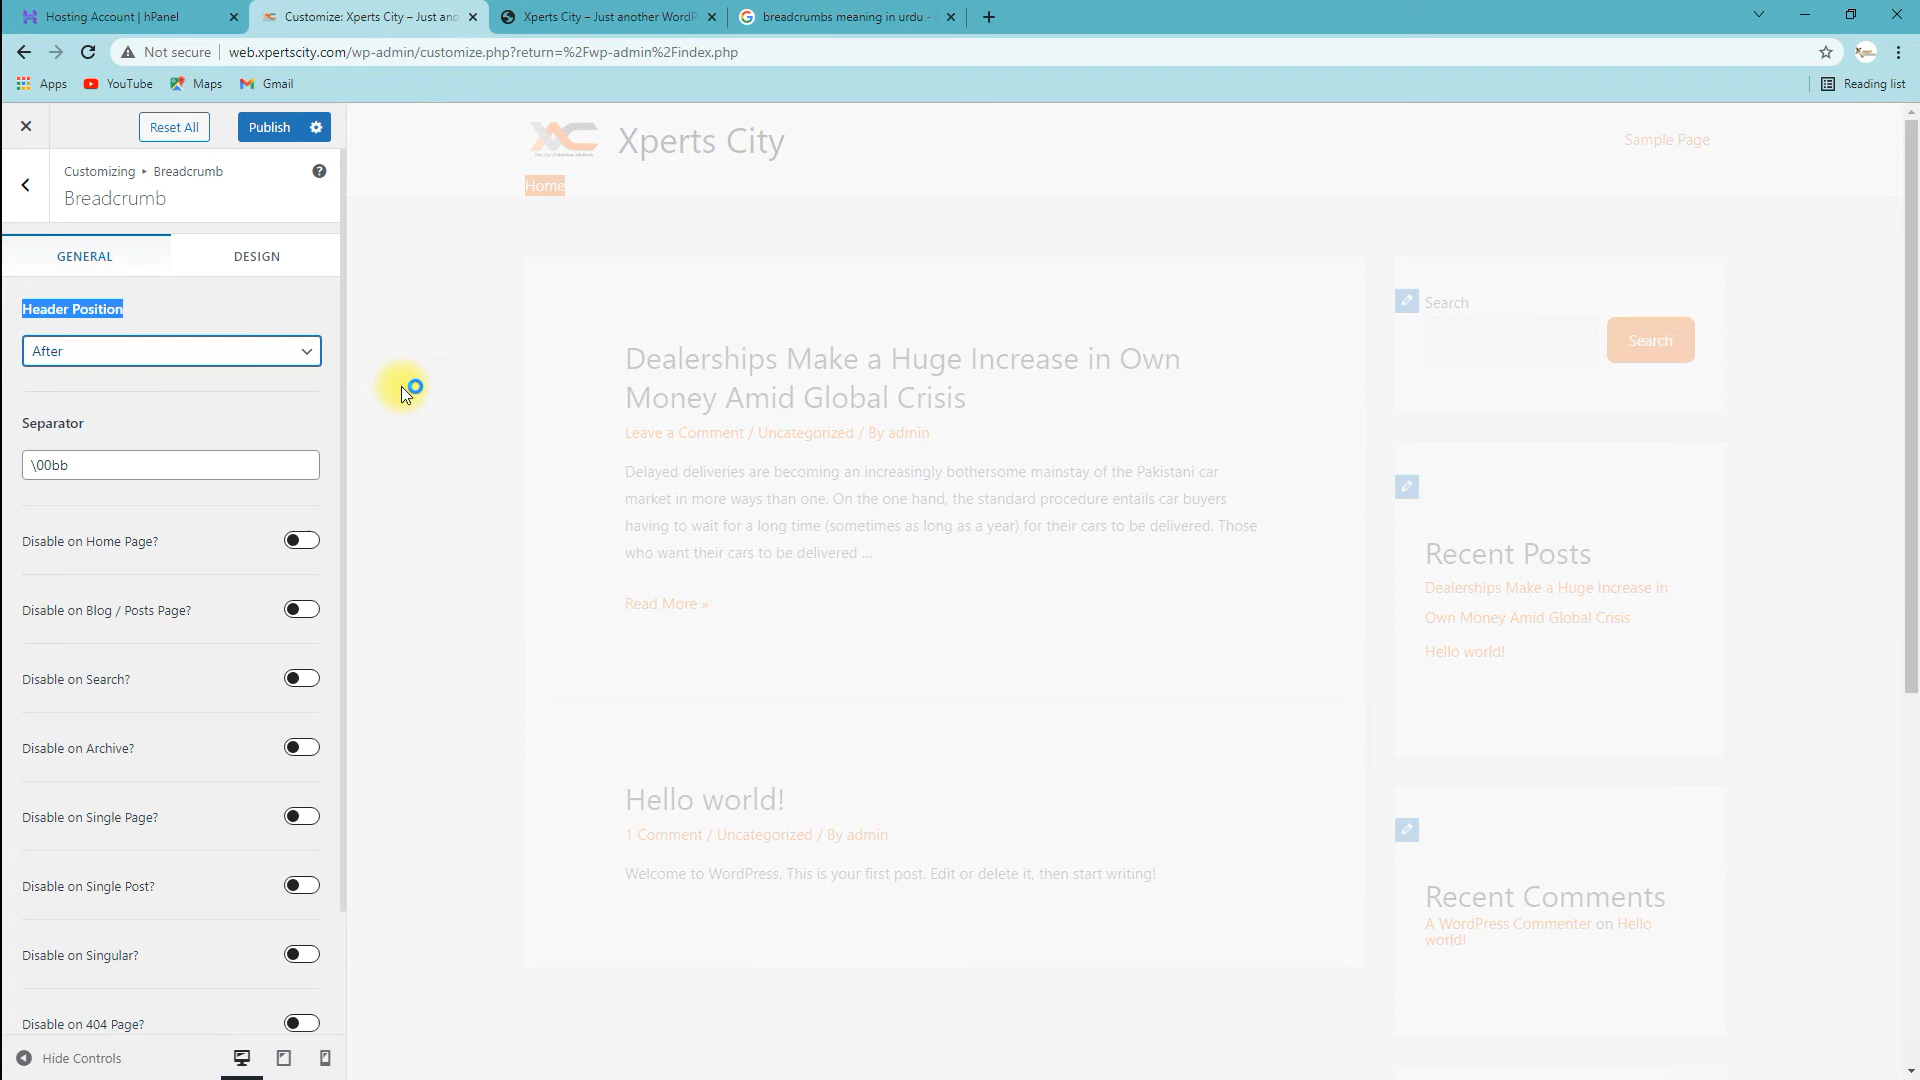 Hosting Account | hPanel
Customize: Xperts City – Just ano
Xperts City – Just another WordP
breadcrumbs meaning in urdu -
Not secure
web.xpertscity.com/wp-admin/customize.php?return=%2Fwp-admin%2Findex.php
Apps
YouTube
Maps
Gmail
Reading list
Reset All
Publish
Customizing ▸ Breadcrumb
Breadcrumb
GENERAL
DESIGN
Header Position
After
Separator
\00bb
Disable on Home Page?
Disable on Blog / Posts Page?
Disable on Search?
Disable on Archive?
Disable on Single Page?
Disable on Single Post?
Disable on Singular?
Disable on 404 Page?
Hide Controls
Xperts City
Sample Page
Home
Dealerships Make a Huge Increase in Own
Money Amid Global Crisis
Leave a Comment / Uncategorized / By admin
Delayed deliveries are becoming an increasingly bothersome mainstay of the Pakistani car
market in more ways than one. On the one hand, the standard procedure entails car buyers
having to wait for a long time (sometimes as long as a year) for their cars to be delivered. Those
who want their cars to be delivered …
Read More »
Hello world!
1 Comment / Uncategorized / By admin
Welcome to WordPress. This is your first post. Edit or delete it, then start writing!
Search
Search
Recent Posts
Dealerships Make a Huge Increase in
Own Money Amid Global Crisis
Hello world!
Recent Comments
A WordPress Commenter on Hello
world!